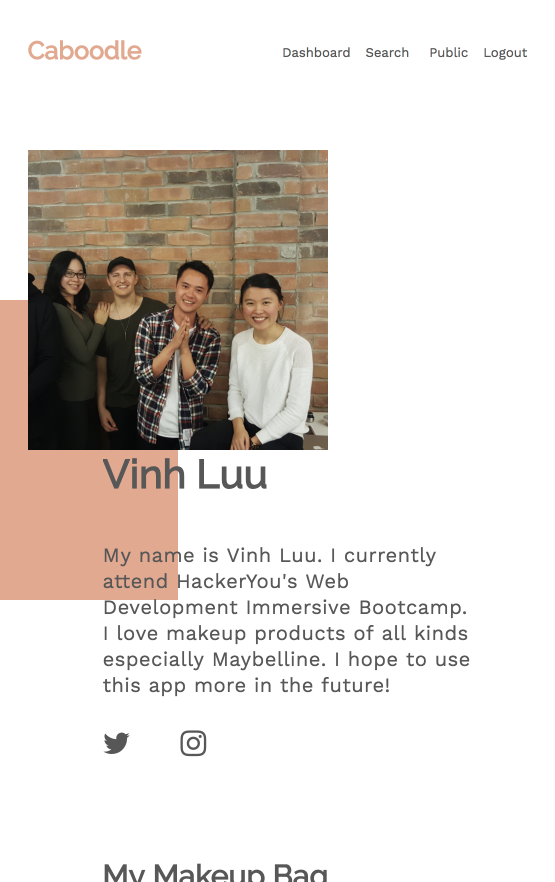 Caboodle
Dashboard Search Public Logout
Vinh Luu
My name is Vinh Luu. I currently
attend HackerYou's Web
Development Immersive Bootcamp.
I love makeup products of all kinds
especially Maybelline. I hope to use
this app more in the future!
My Makeup Bag